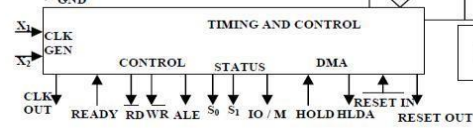 GND
TIMING AND CONTROL
X1
CLK
GEN
X2
CONTROL
STATUS
DMA
CLK
OUT
READY
RD
WR
ALE
S0
S1
IO / M
HOLD
HLDA
RESET IN
RESET OUT